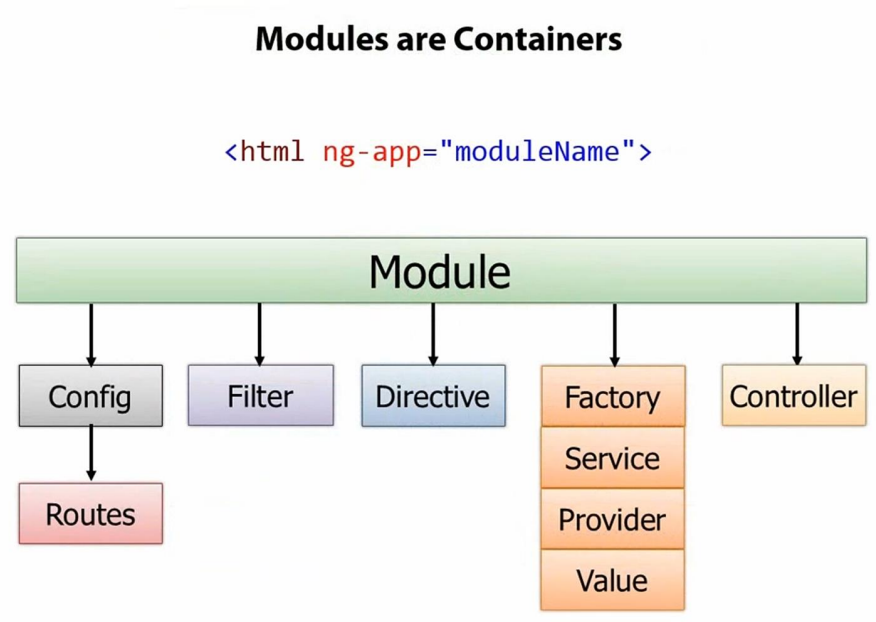 Modules are Containers
<html ng-app="moduleName">
Module
Config
Filter
Directive
Factory
Controller
Service
Routes
Provider
Value